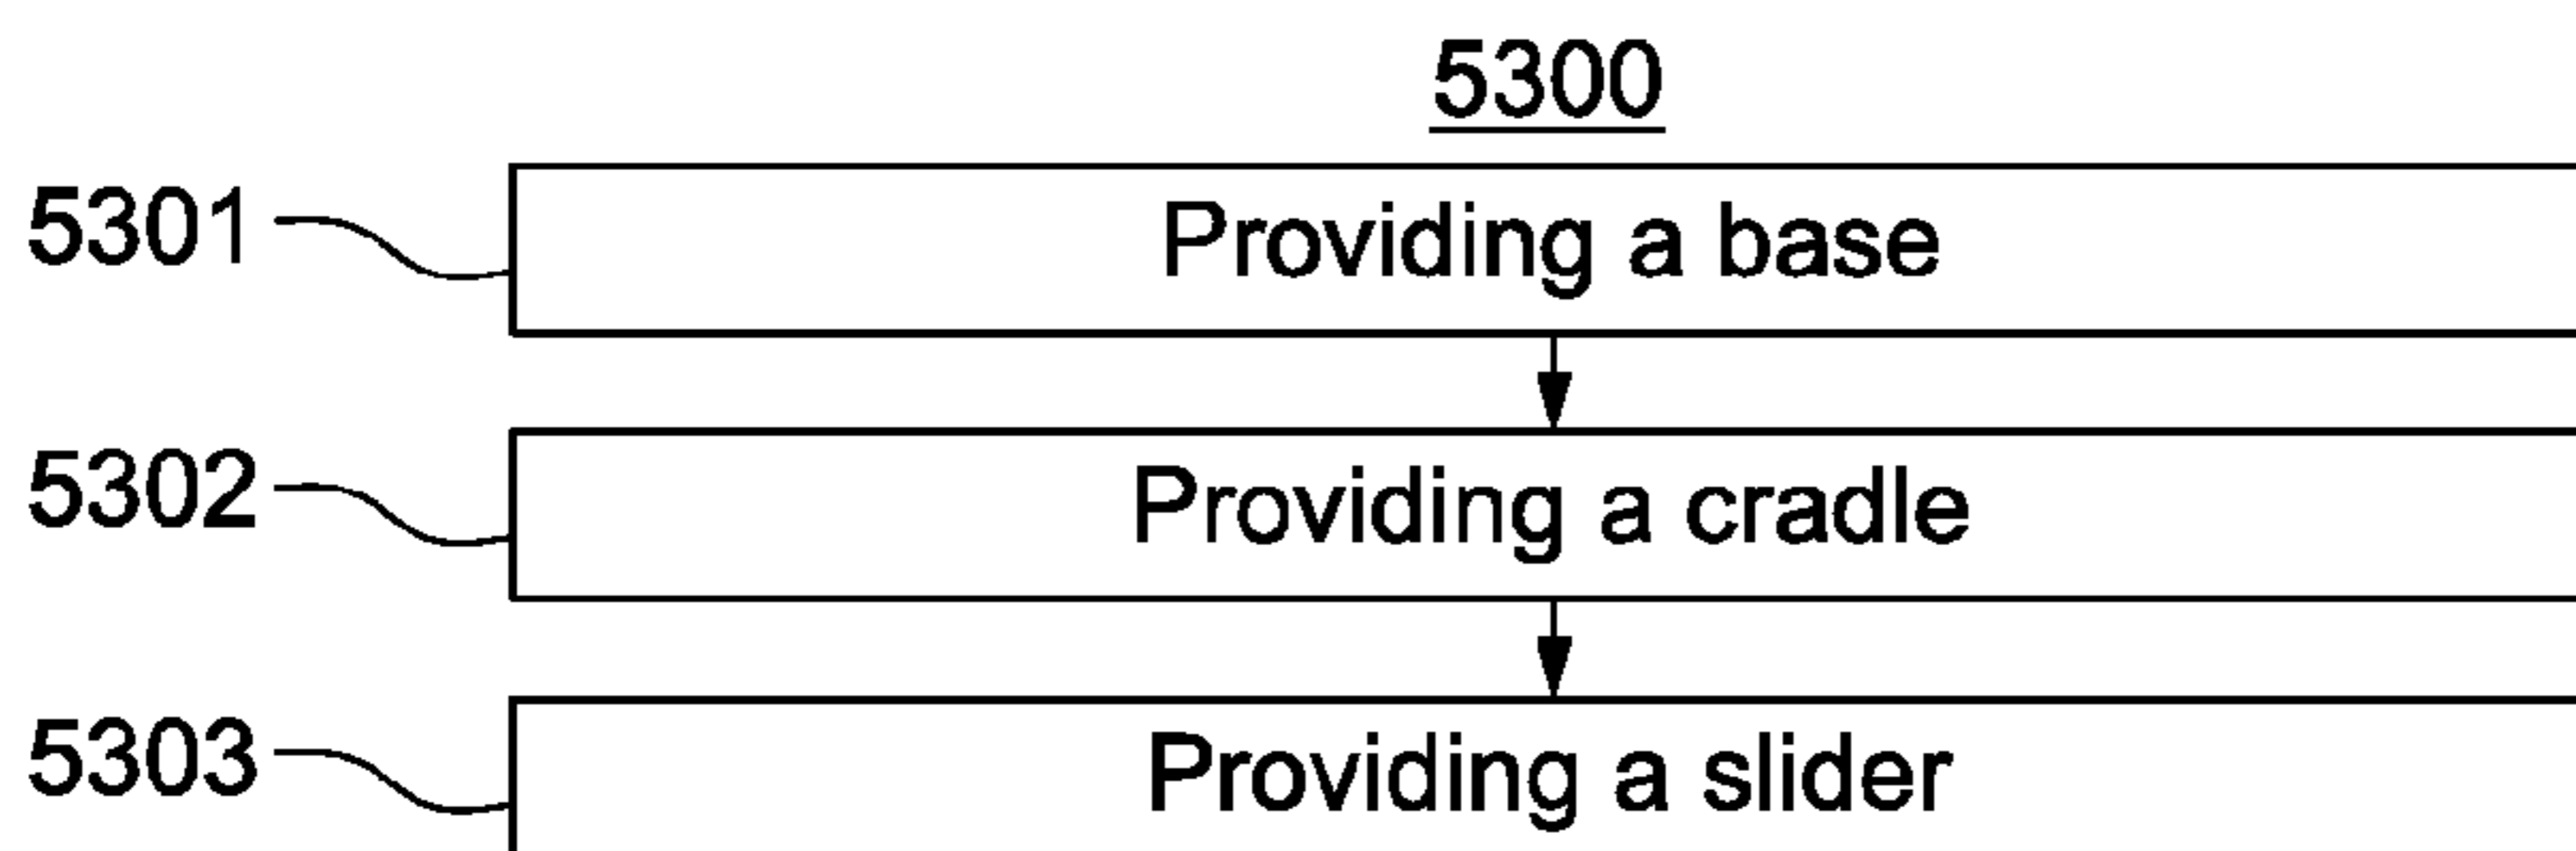 5300
5301 Providing a base
5302 Providing a cradle
5303 Providing a slider